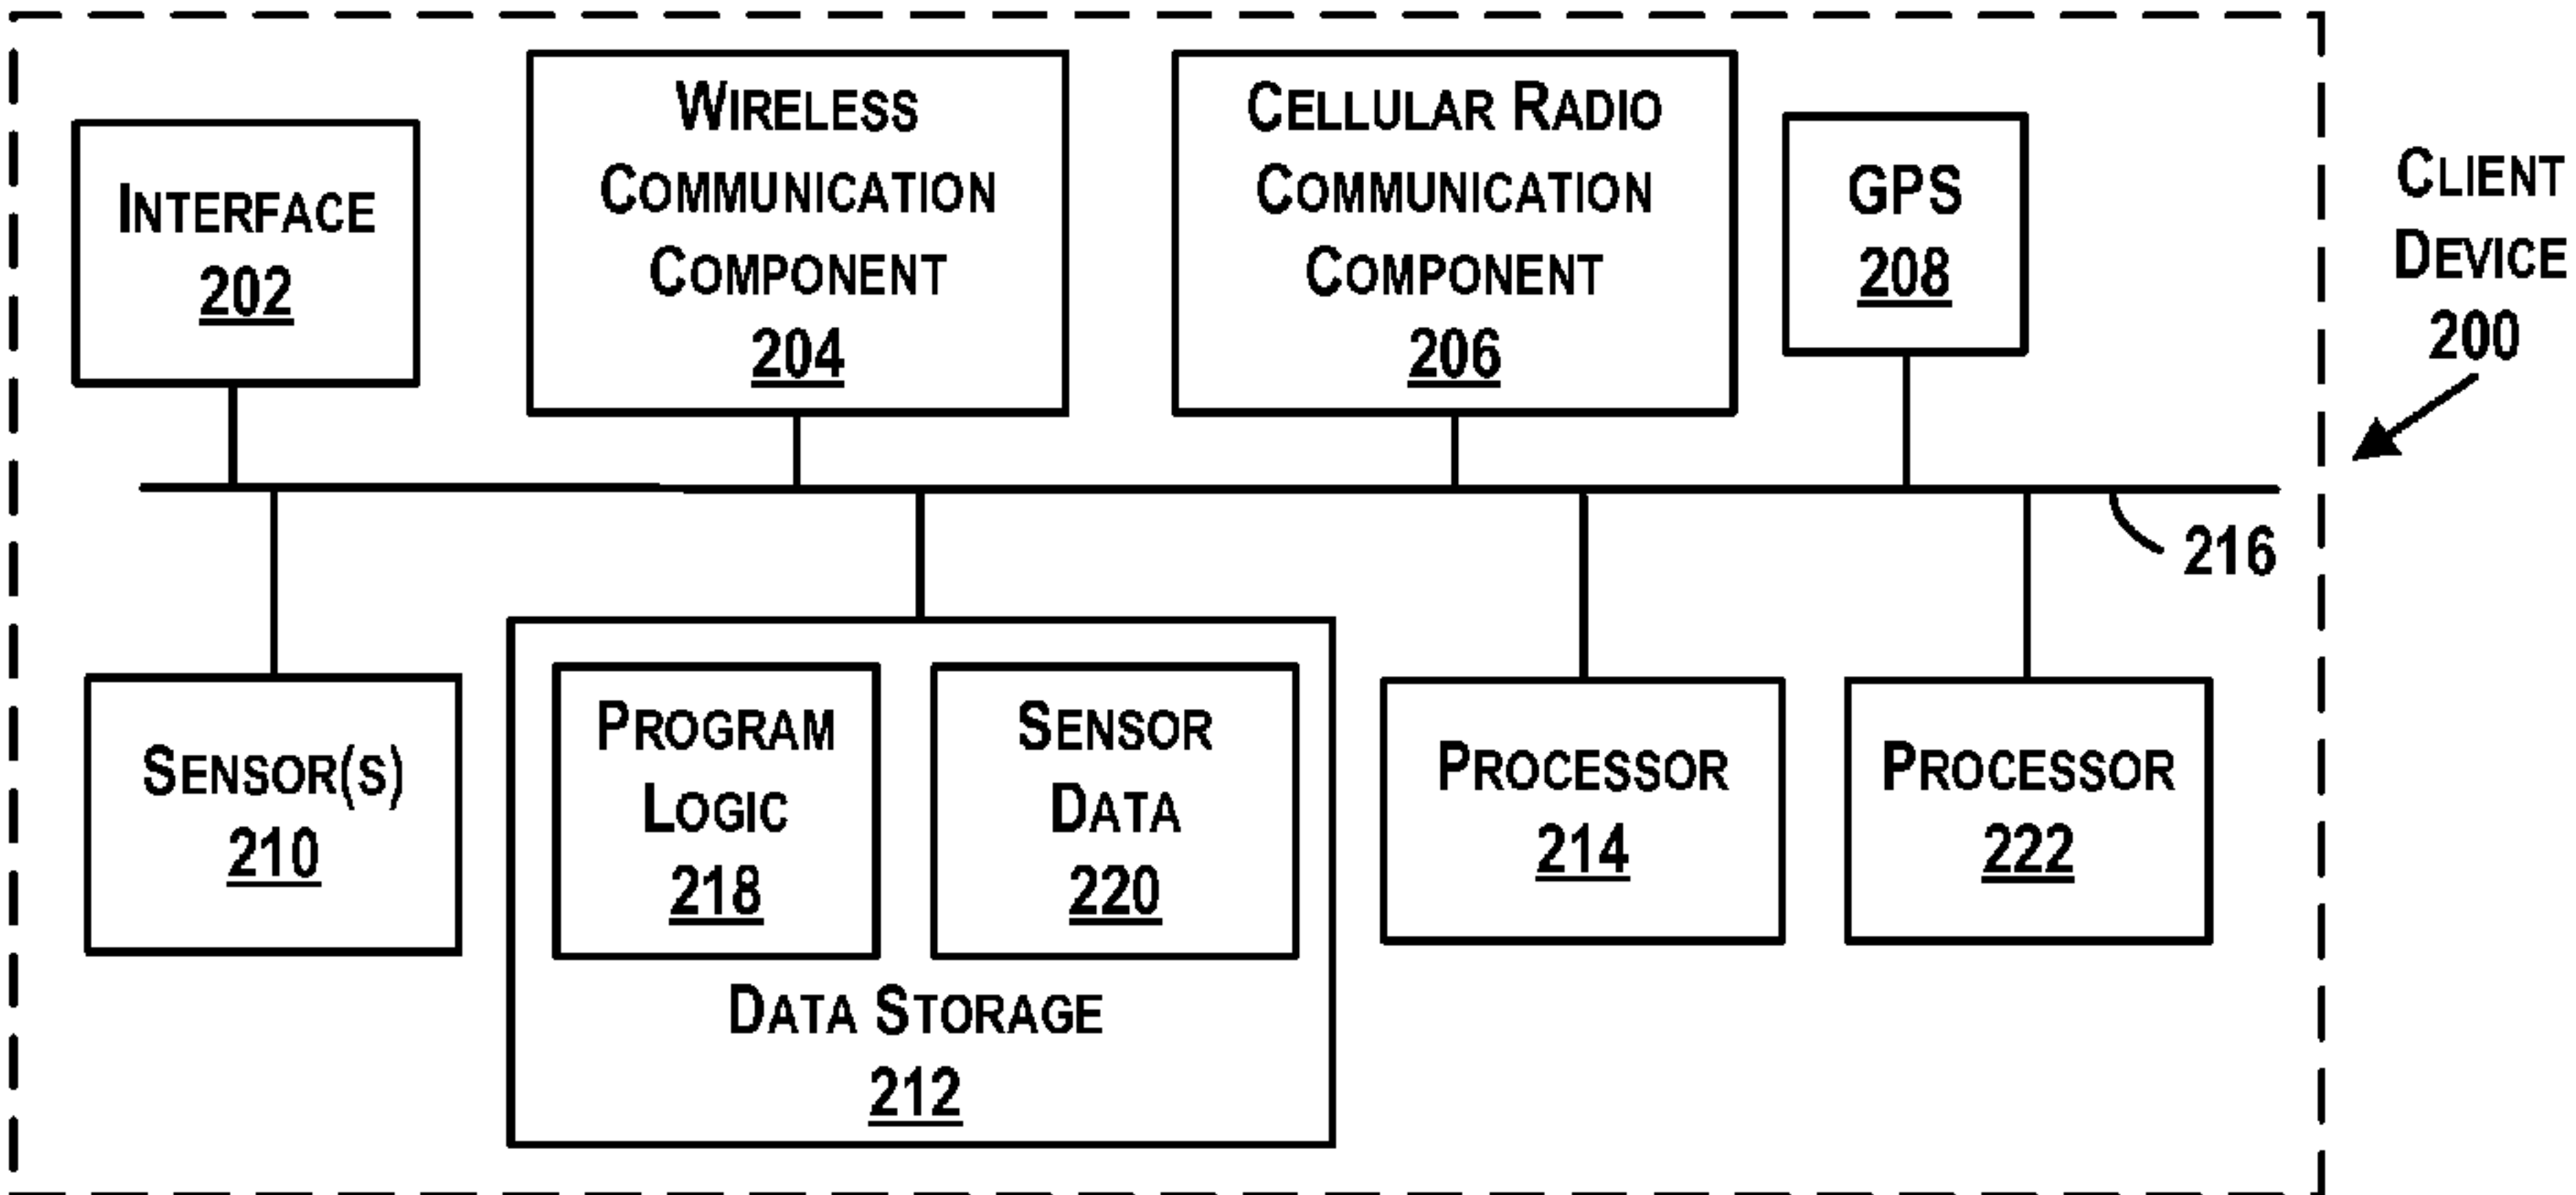 INTERFACE
202
WIRELESS
COMMUNICATION
COMPONENT
204
CELLULAR RADIO
COMMUNICATION
COMPONENT
206
GPS
208
CLIENT
DEVICE
200
216
SENSOR(S)
210
PROGRAM
LOGIC
218
SENSOR
DATA
220
DATA STORAGE
212
PROCESSOR
214
PROCESSOR
222